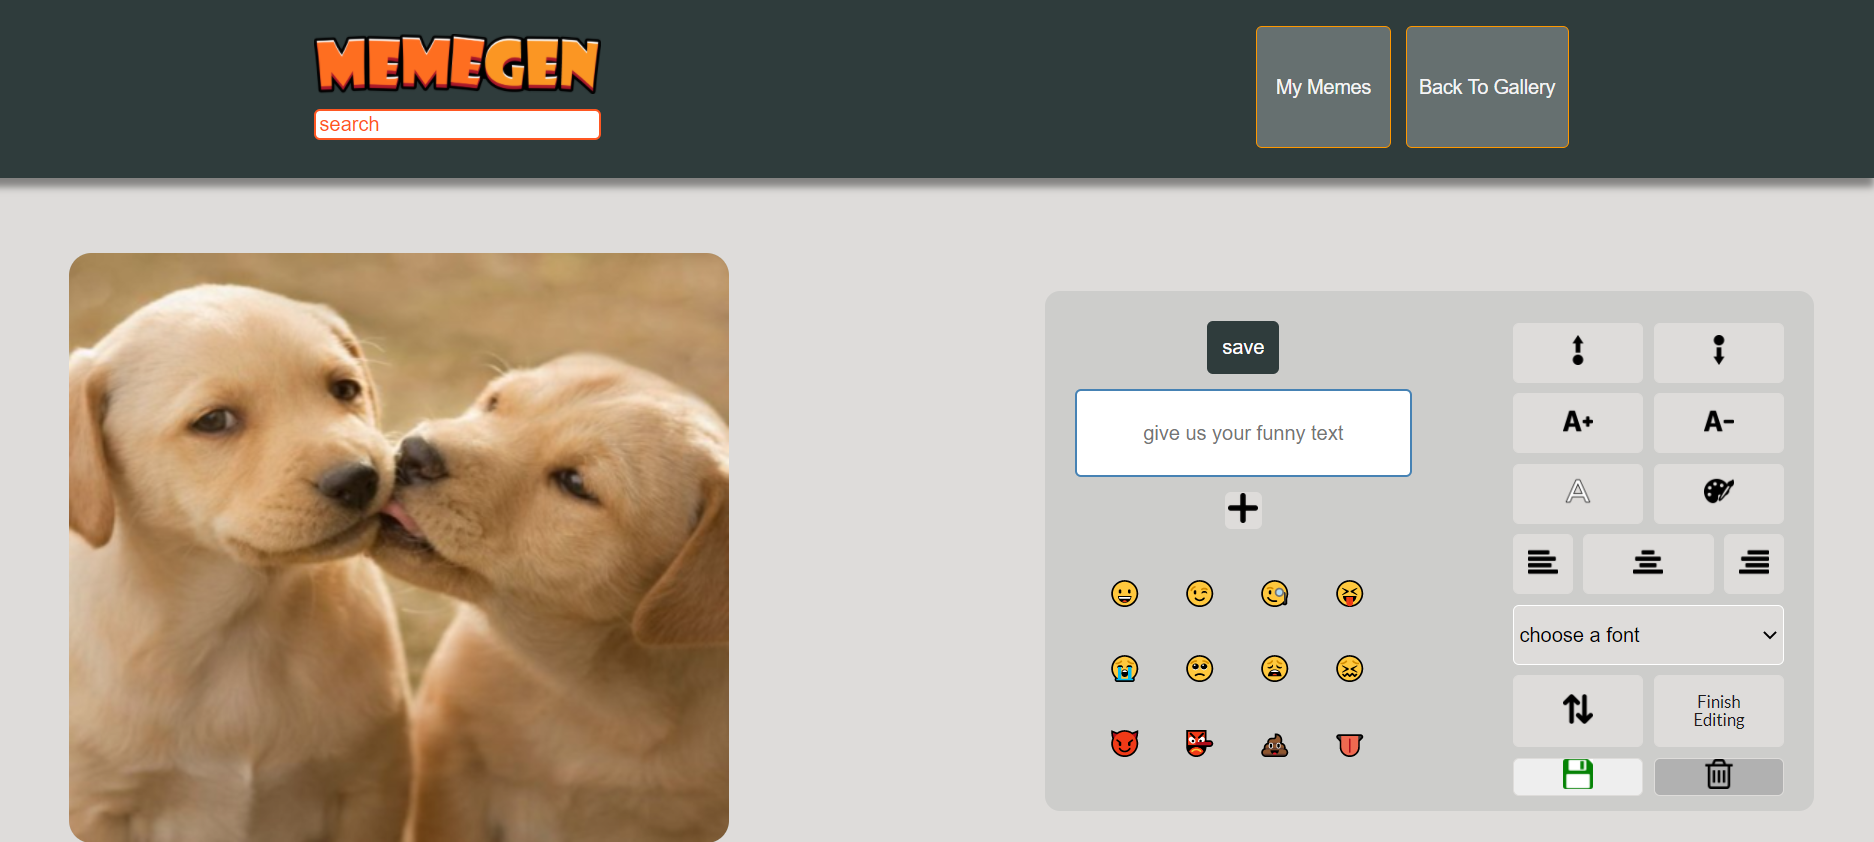 MEMEGEN
search
My Memes
Back To Gallery
save
give us your funny text
A+
A-
A
choose a font
Finish
Editing